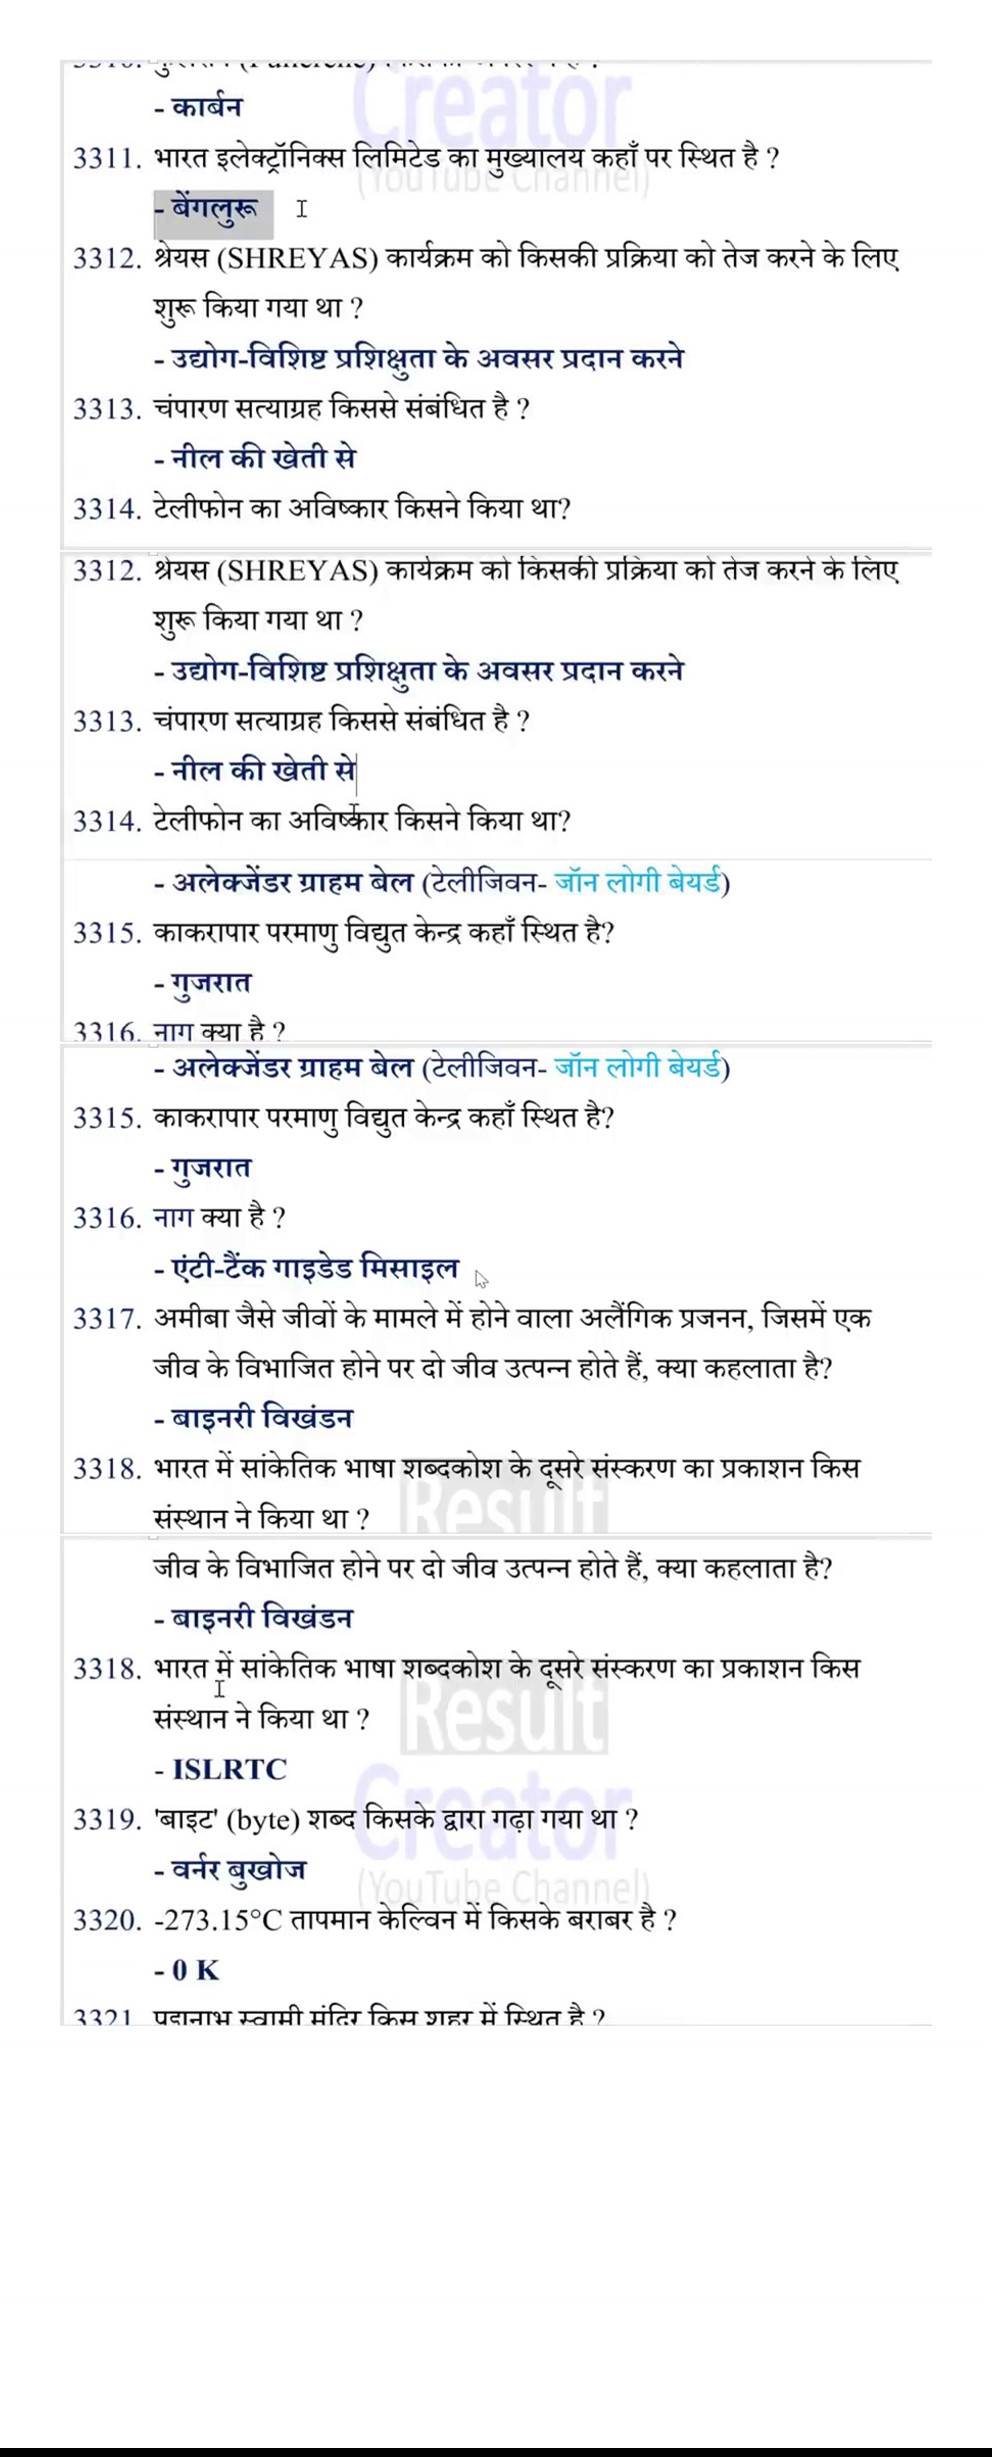 Creator
- कार्बन
3311. भारत इलेक्ट्रॉनिक्स लिमिटेड का मुख्यालय कहाँ पर स्थित है ?
(YouTube Channel)
- बेंगलुरू
3312. श्रेयस (SHREYAS) कार्यक्रम को किसकी प्रक्रिया को तेज करने के लिए
शुरू किया गया था ?
- उद्योग-विशिष्ट प्रशिक्षुता के अवसर प्रदान करने
3313. चंपारण सत्याग्रह किससे संबंधित है ?
- नील की खेती से
3314. टेलीफोन का अविष्कार किसने किया था?
3312. श्रेयस (SHREYAS) कार्यक्रम को किसकी प्रक्रिया को तेज करने के लिए
शुरू किया गया था ?
- उद्योग-विशिष्ट प्रशिक्षुता के अवसर प्रदान करने
3313. चंपारण सत्याग्रह किससे संबंधित है ?
- नील की खेती से
3314. टेलीफोन का अविष्कार किसने किया था?
- अलेक्जेंडर ग्राहम बेल (टेलीजिवन- जॉन लोगी बेयर्ड)
3315. काकरापार परमाणु विद्युत केन्द्र कहाँ स्थित है?
- गुजरात
3316. नाग क्या है ?
- अलेक्जेंडर ग्राहम बेल (टेलीजिवन- जॉन लोगी बेयर्ड)
3315. काकरापार परमाणु विद्युत केन्द्र कहाँ स्थित है?
- गुजरात
3316. नाग क्या है ?
- एंटी-टैंक गाइडेड मिसाइल
3317. अमीबा जैसे जीवों के मामले में होने वाला अलैंगिक प्रजनन, जिसमें एक
जीव के विभाजित होने पर दो जीव उत्पन्न होते हैं, क्या कहलाता है?
- बाइनरी विखंडन
3318. भारत में सांकेतिक भाषा शब्दकोश के दूसरे संस्करण का प्रकाशन किस
संस्थान ने किया था ?
Result
जीव के विभाजित होने पर दो जीव उत्पन्न होते हैं, क्या कहलाता है?
- बाइनरी विखंडन
3318. भारत में सांकेतिक भाषा शब्दकोश के दूसरे संस्करण का प्रकाशन किस
संस्थान ने किया था ?
Result
- ISLRTC
Creator
3319. 'बाइट' (byte) शब्द किसके द्वारा गढ़ा गया था ?
- वर्नर बुखोज
(YouTube Channel)
3320. -273.15°C तापमान केल्विन में किसके बराबर है ?
- 0 K
3321 पद्मनाभ स्वामी मंदिर किस शहर में स्थित है ?